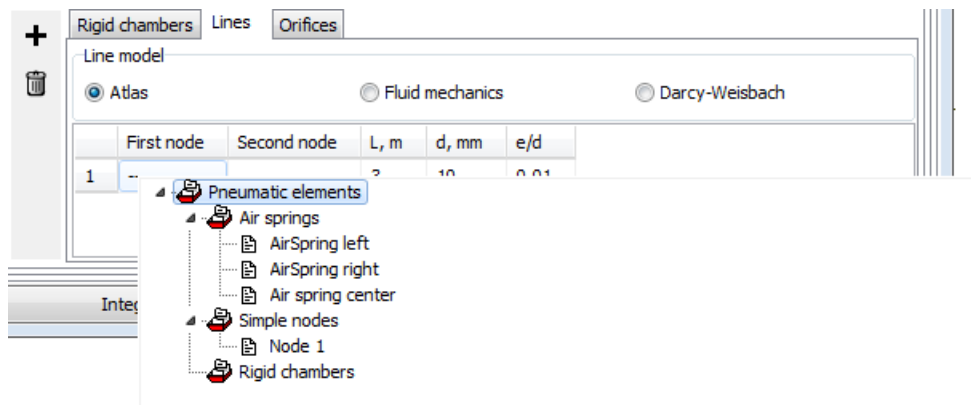 Rigid chambers Lines Orifices
Line model
Atlas Fluid mechanics Darcy-Weisbach
First node Second node L, m d, mm e/d
1
Pneumatic elements
Air springs
AirSpring left
AirSpring right
Air spring center
Simple nodes
Node 1
Rigid chambers